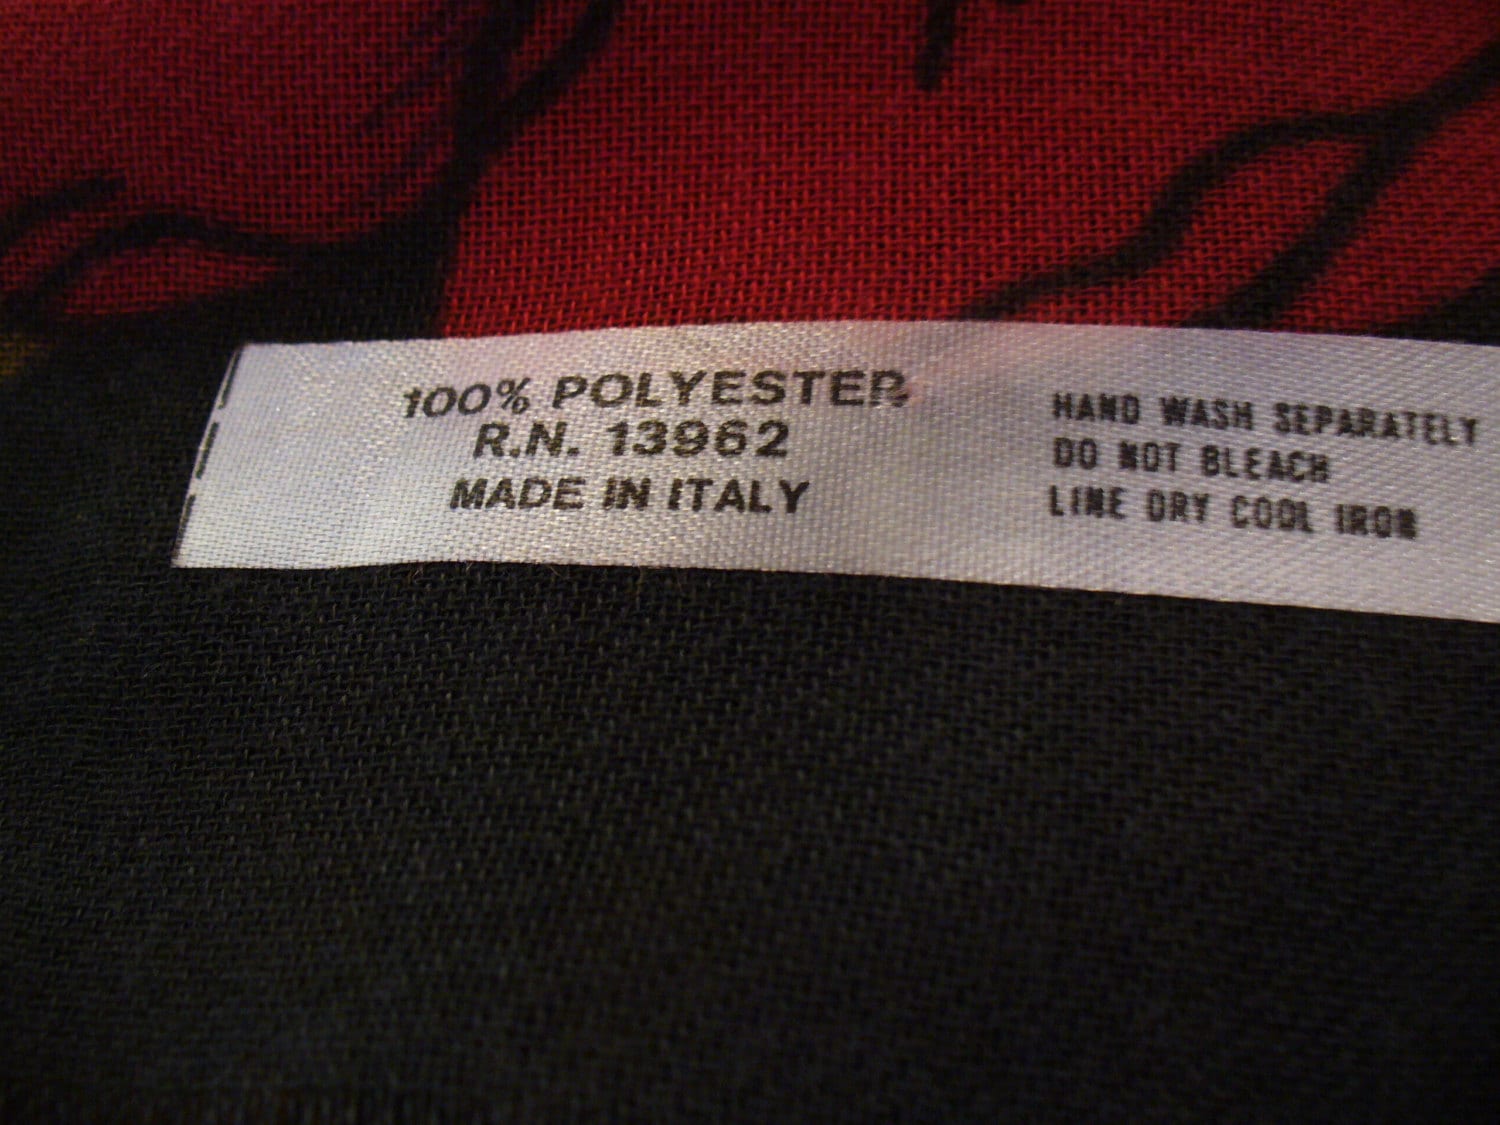 100% POLYESTER
R.N. 13962
MADE IN ITALY
HAND WASH SEPARATELY
DO NOT BLEACH
LINE DRY COOL IRON